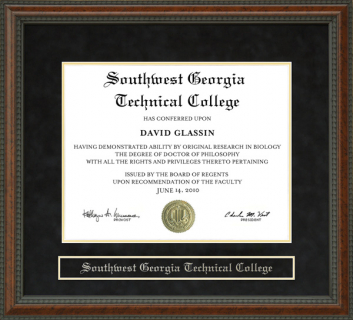 Southwest Georgia
Technical College
HAS CONFERRED UPON
DAVID GLASSIN
HAVING DEMONSTRATED ABILITY BY ORIGINAL RESEARCH IN BIOLOGY
THE DEGREE OF DOCTOR OF PHILOSOPHY
WITH ALL THE RIGHTS AND PRIVILEGES THERETO PERTAINING
ISSUED BY THE BOARD OF REGENTS
UPON RECOMMENDATION OF THE FACULTY
JUNE 14, 2010
PROVOST
PRESIDENT
Southwest Georgia Technical College